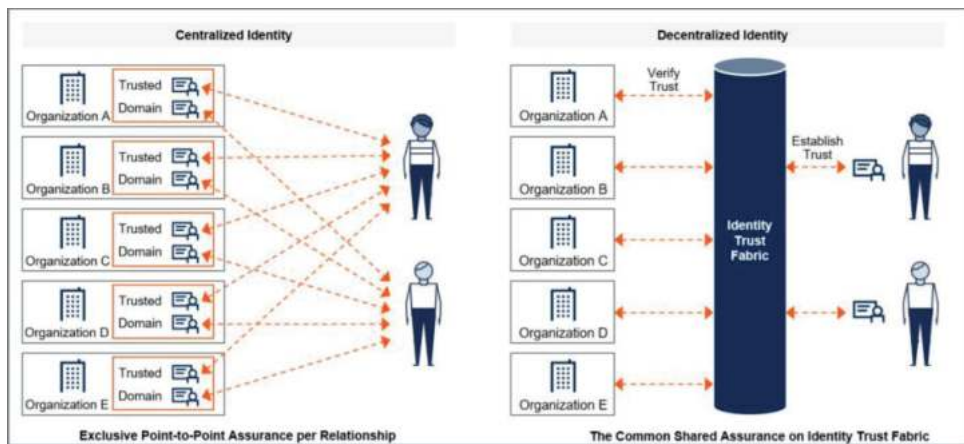 Centralized Identity
Trusted
Domain
Organization A
Trusted
Domain
Organization B
Trusted
Domain
Organization C
Trusted
Domain
Organization D
Trusted
Domain
Organization E
Exclusive Point-to-Point Assurance per Relationship
Decentralized Identity
Organization A
Verify
Trust
Organization B
Establish
Trust
Organization C
Identity
Trust
Fabric
Organization D
Organization E
The Common Shared Assurance on Identity Trust Fabric